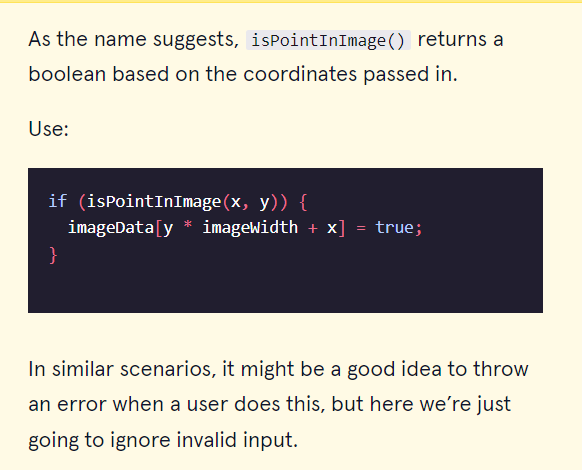 As the name suggests, isPointInImage() returns a
boolean based on the coordinates passed in.
Use:
if (isPointInImage(x, y)) {
  imageData[y * imageWidth + x] = true;
}
In similar scenarios, it might be a good idea to throw
an error when a user does this, but here we’re just
going to ignore invalid input.